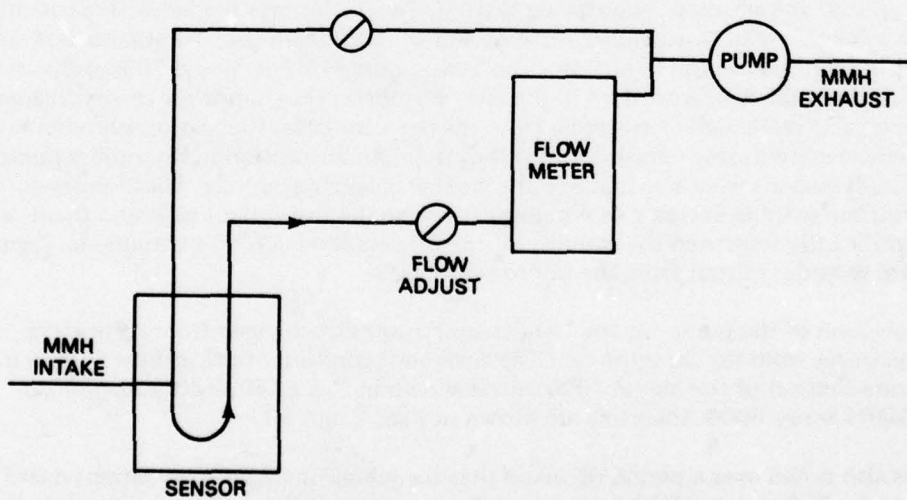 PUMP
MMH
EXHAUST
FLOW
METER
FLOW
ADJUST
MMH
INTAKE
SENSOR